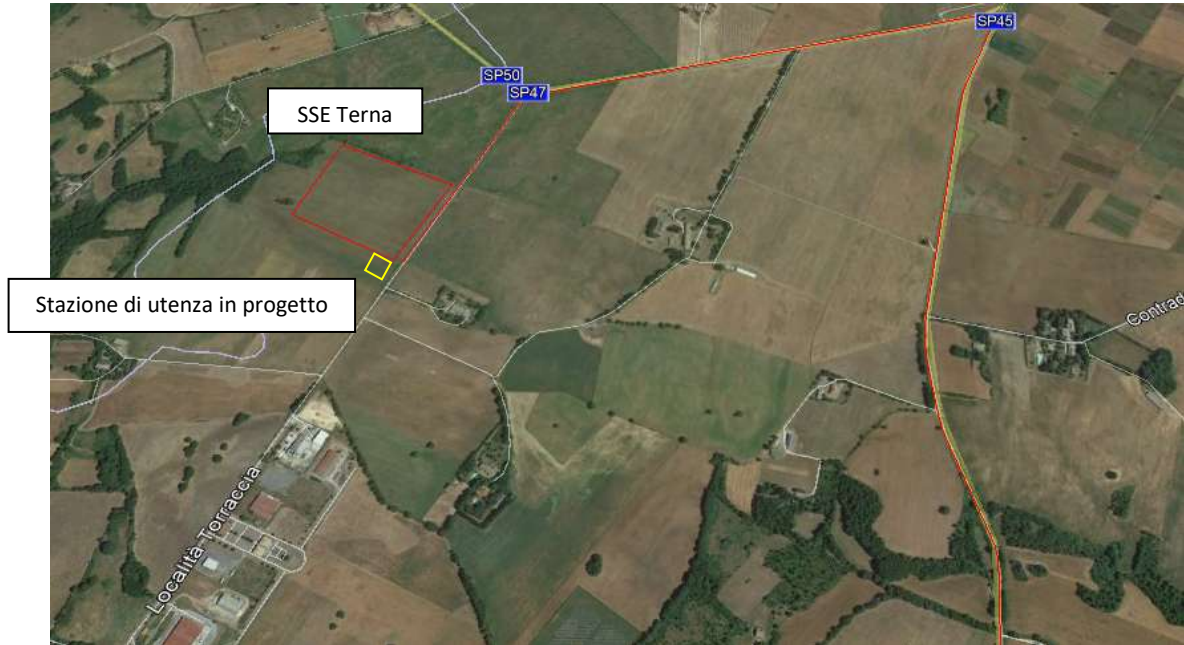 SP45
SP50
SP47
SSE Terna
Stazione di utenza in progetto
Contrad
Località Torraccia